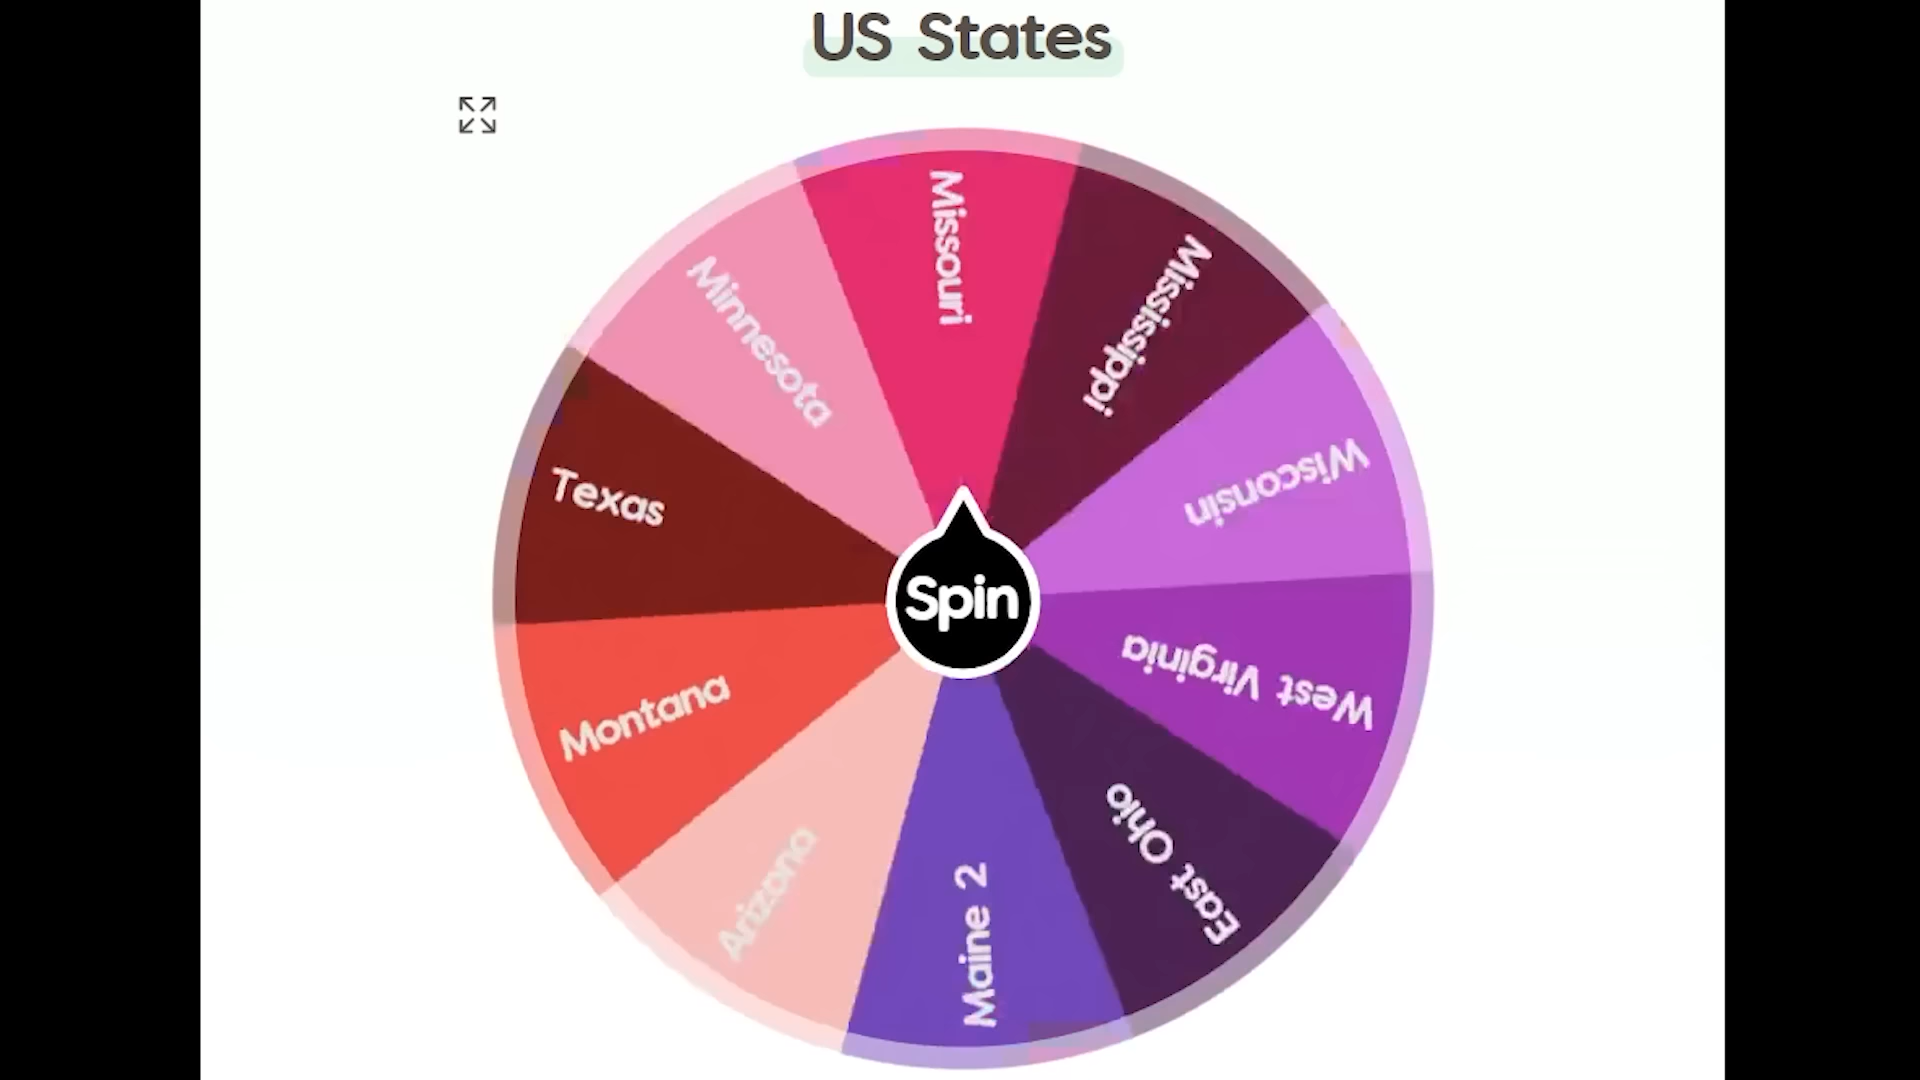 US States
Missouri
Mississippi
Wisconsin
West Virginia
East Ohio
Maine 2
Arizona
Montana
Texas
Minnesota
Spin